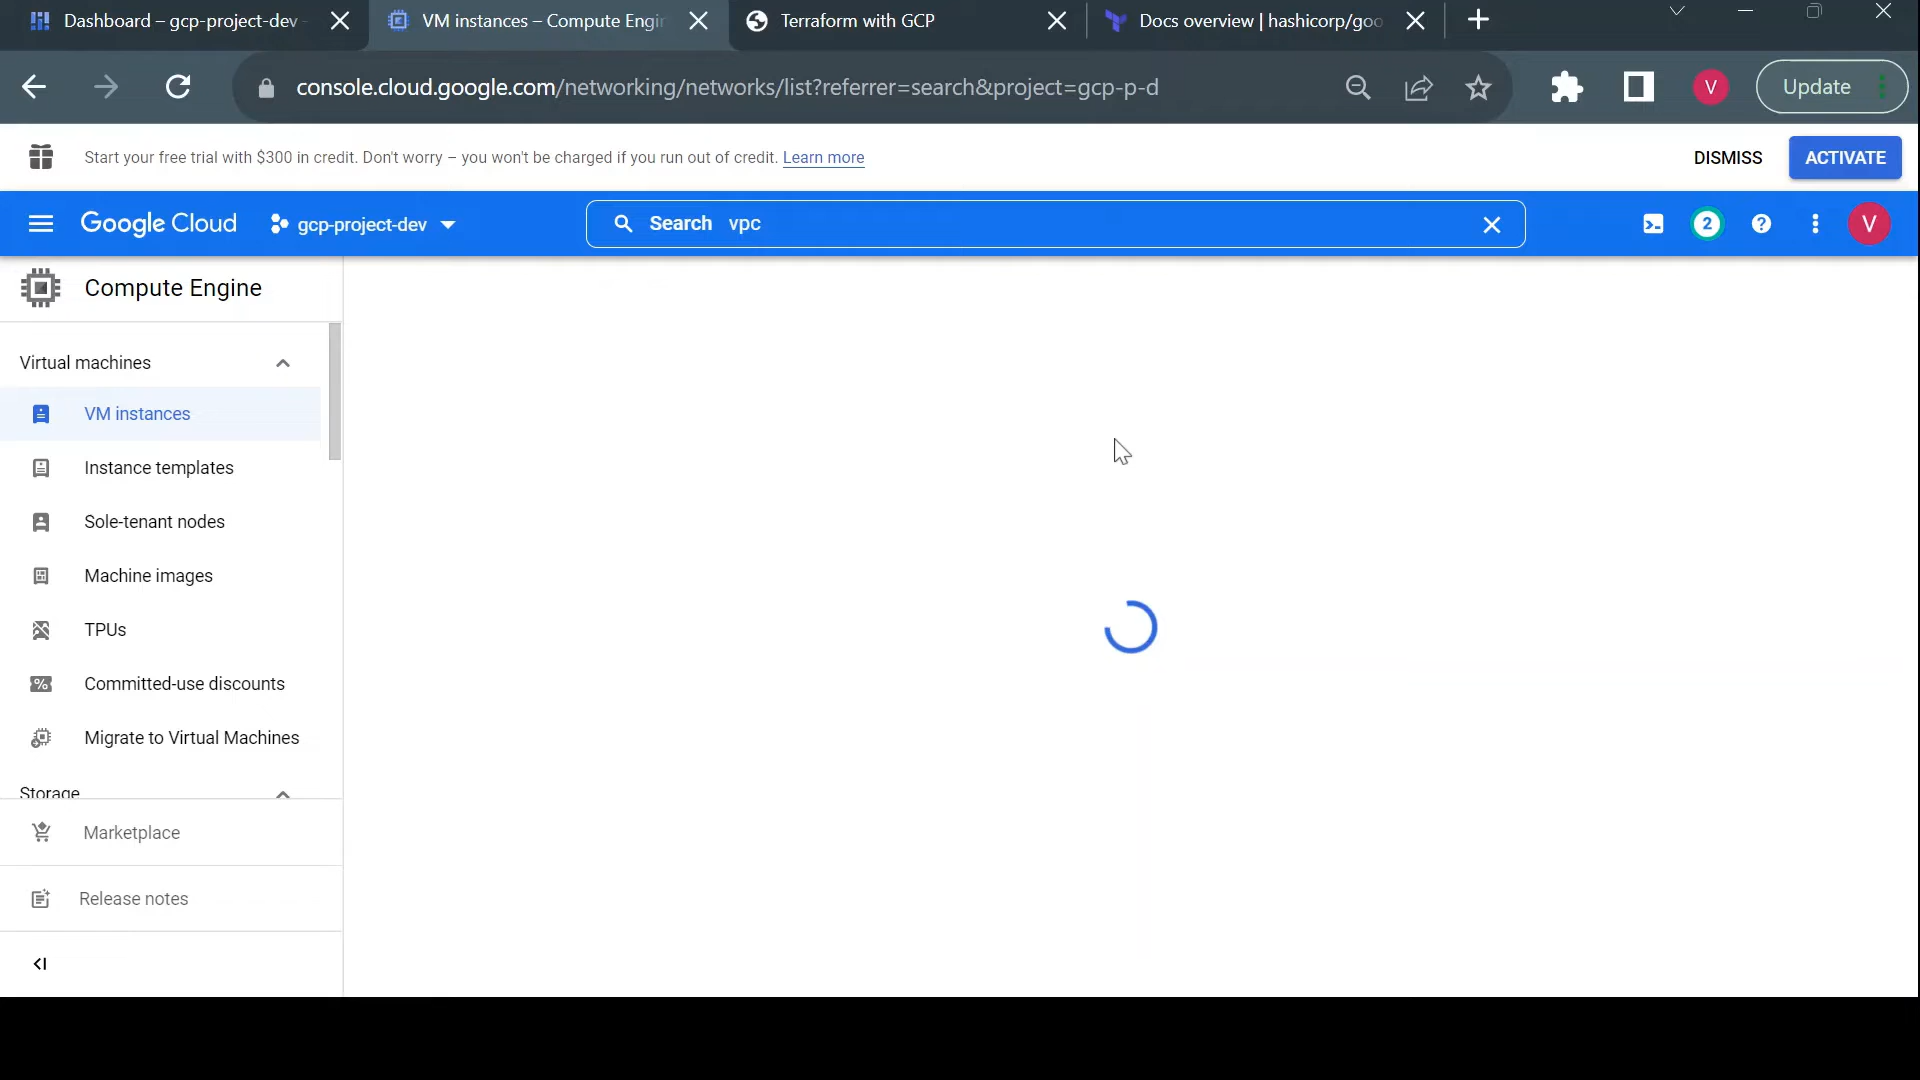 Dashboard – gcp-project-dev -
VM instances – Compute Engin
Terraform with GCP
Docs overview | hashicorp/goo
console.cloud.google.com/networking/networks/list?referrer=search&project=gcp-p-d
V
Update
Start your free trial with $300 in credit. Don't worry – you won't be charged if you run out of credit. Learn more
DISMISS
ACTIVATE
Google Cloud
gcp-project-dev
Search vpc
2
V
Compute Engine
Virtual machines
VM instances
Instance templates
Sole-tenant nodes
Machine images
TPUs
Committed-use discounts
Migrate to Virtual Machines
Storage
Marketplace
Release notes